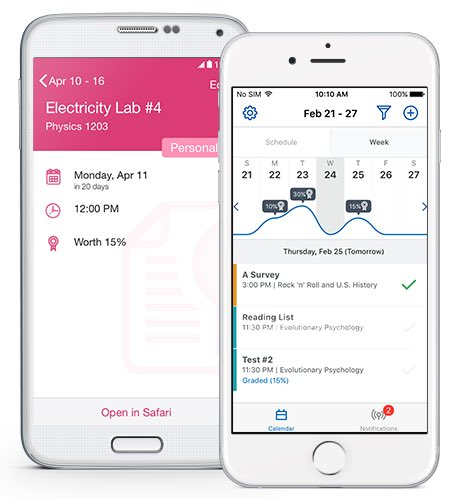 Apr 10 - 16
Electricity Lab #4
Physics 1203
Personal
Monday, Apr 11
in 20 days
12:00 PM
Worth 15%
Open in Safari
No SIM 10:10 AM 100%
Feb 21 - 27
Schedule Week
S M T W T F S
21 22 23 24 25 26 27
10% 30% 15%
Thursday, Feb 25 (Tomorrow)
A Survey
3:00 PM | Rock 'n' Roll and U.S. History
Reading List
11:30 PM | Evolutionary Psychology
Test #2
11:30 PM | Evolutionary Psychology
Graded (15%)
2
Calendar Notifications